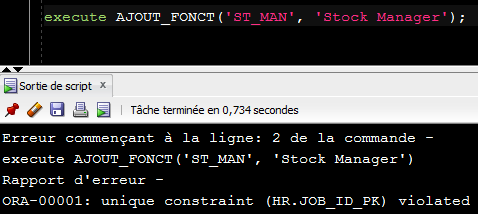 execute AJOUT_FONCT('ST_MAN', 'Stock Manager');
Sortie de script x
Tâche terminée en 0,734 secondes
Erreur commençant à la ligne: 2 de la commande -
execute AJOUT_FONCT('ST_MAN', 'Stock Manager')
Rapport d'erreur -
ORA-00001: unique constraint (HR.JOB_ID_PK) violated